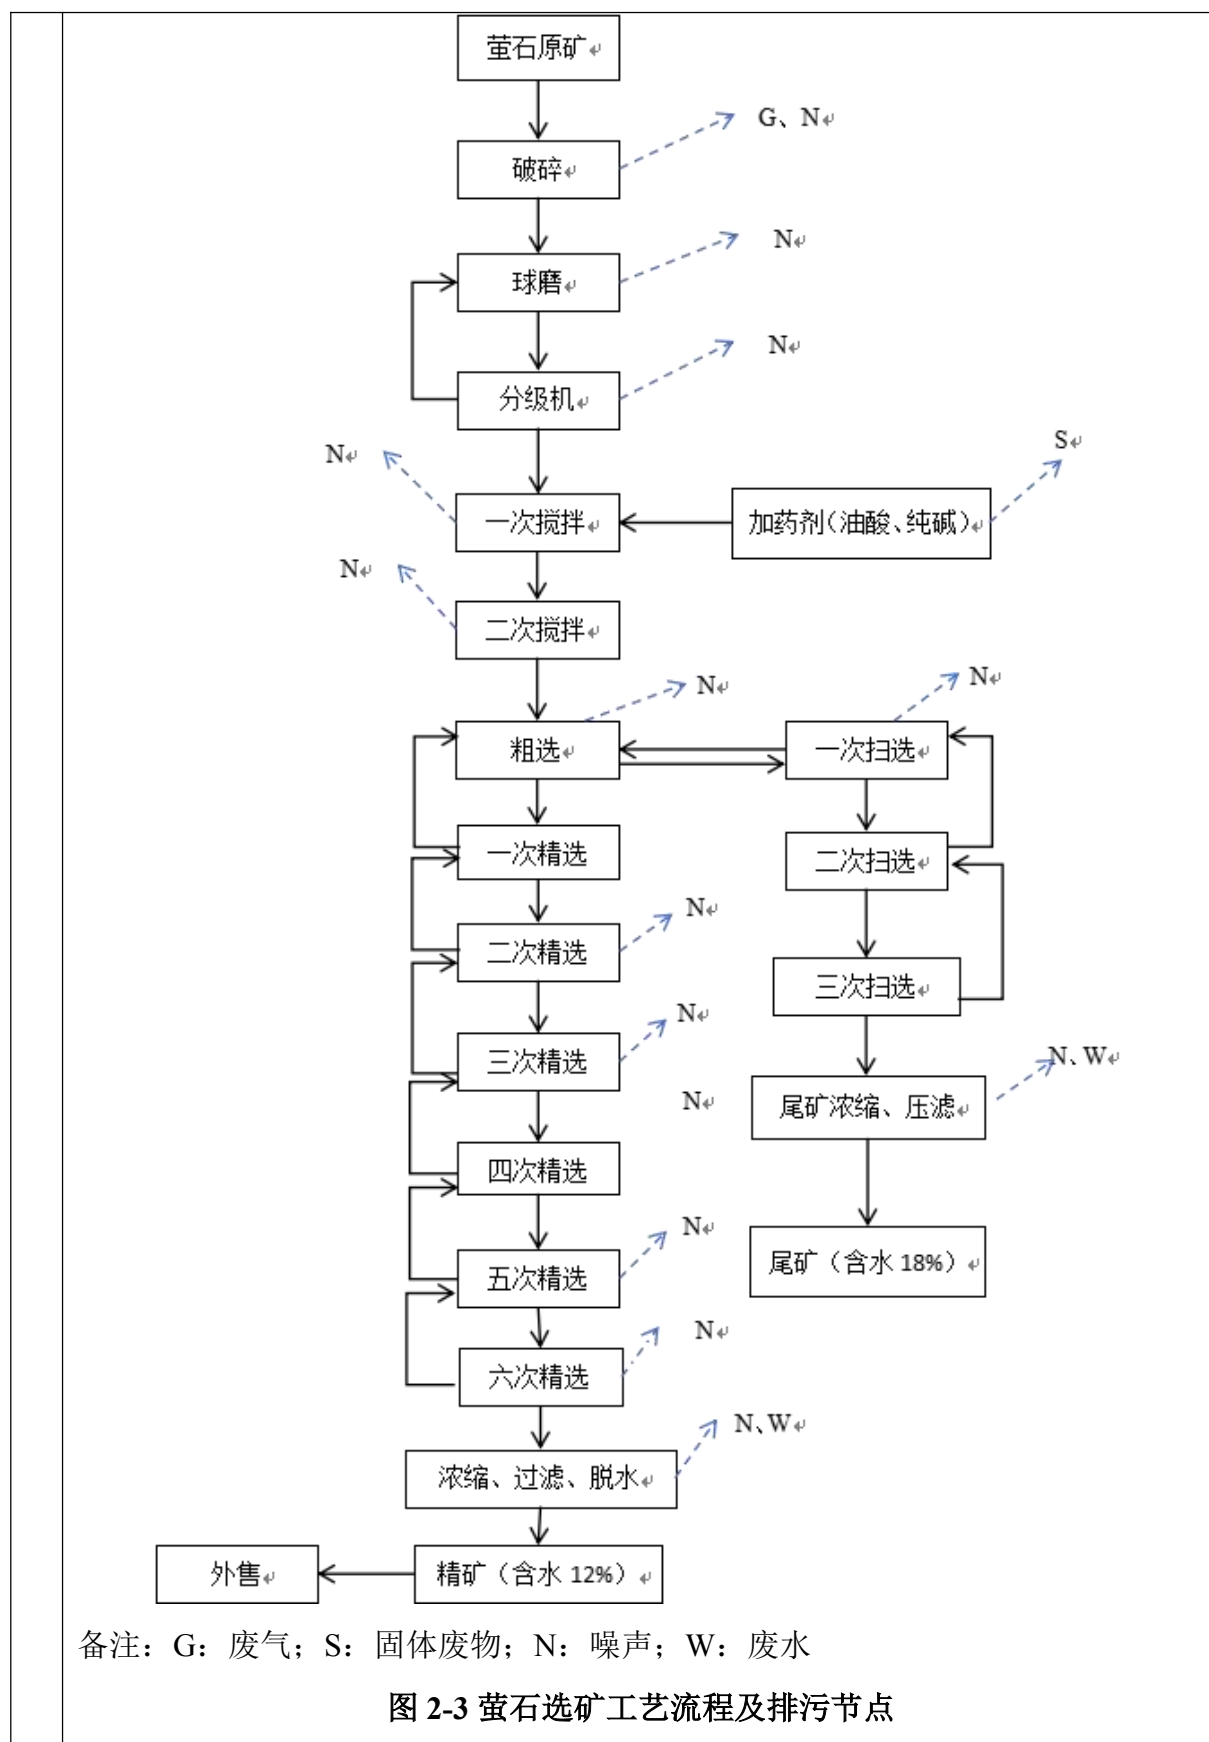 萤石原矿
G、N
破碎
N
球磨
N
分级机
N
S
一次搅拌
加药剂（油酸、纯碱）
N
二次搅拌
N
N
粗选
一次扫选
一次精选
二次扫选
N
二次精选
三次扫选
N
三次精选
N、W
N
尾矿浓缩、压滤
四次精选
N
五次精选
尾矿（含水 18%）
N
六次精选
N、W
浓缩、过滤、脱水
外售
精矿（含水 12%）
备注：G：废气；S：固体废物；N：噪声；W：废水
图 2-3 萤石选矿工艺流程及排污节点